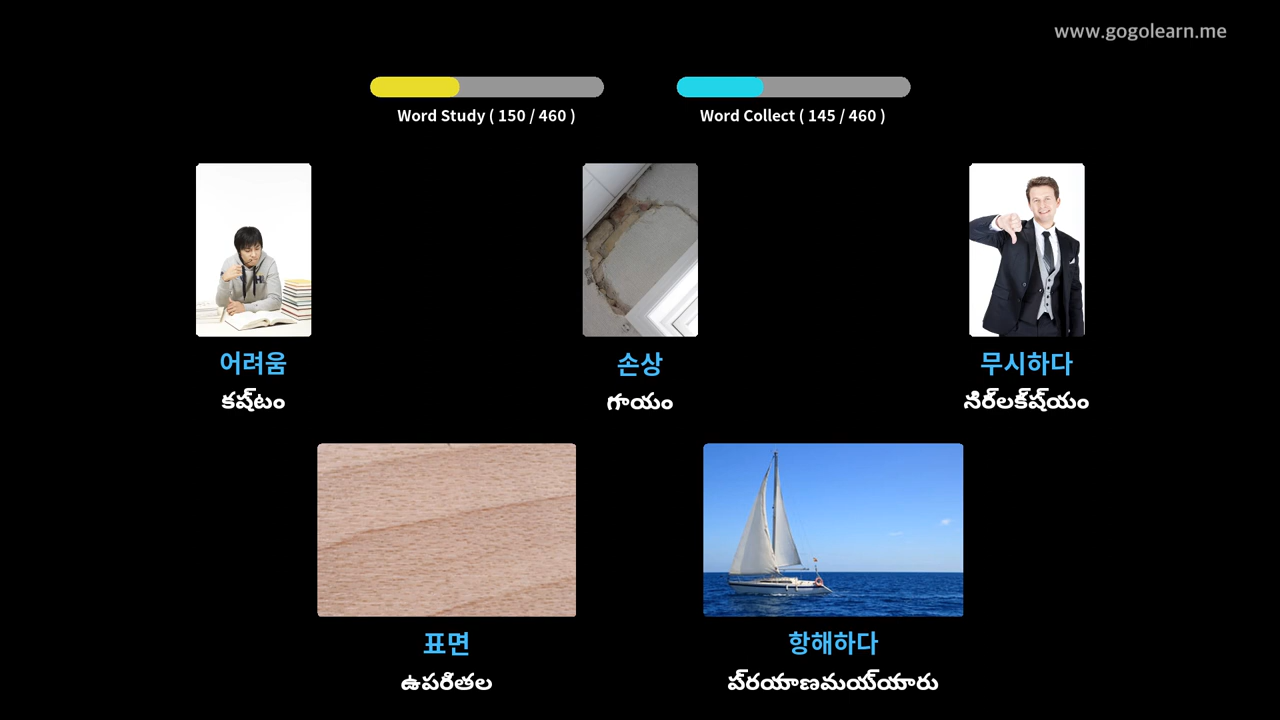 www.gogolearn.me
Word Study ( 150 / 460 )
Word Collect ( 145 / 460 )
어려움
కష్టం
손상
గాయం
무시하다
నిర్లక్ష్యం
표면
ఉపరితల
항해하다
ప్రయాణమయ్యారు